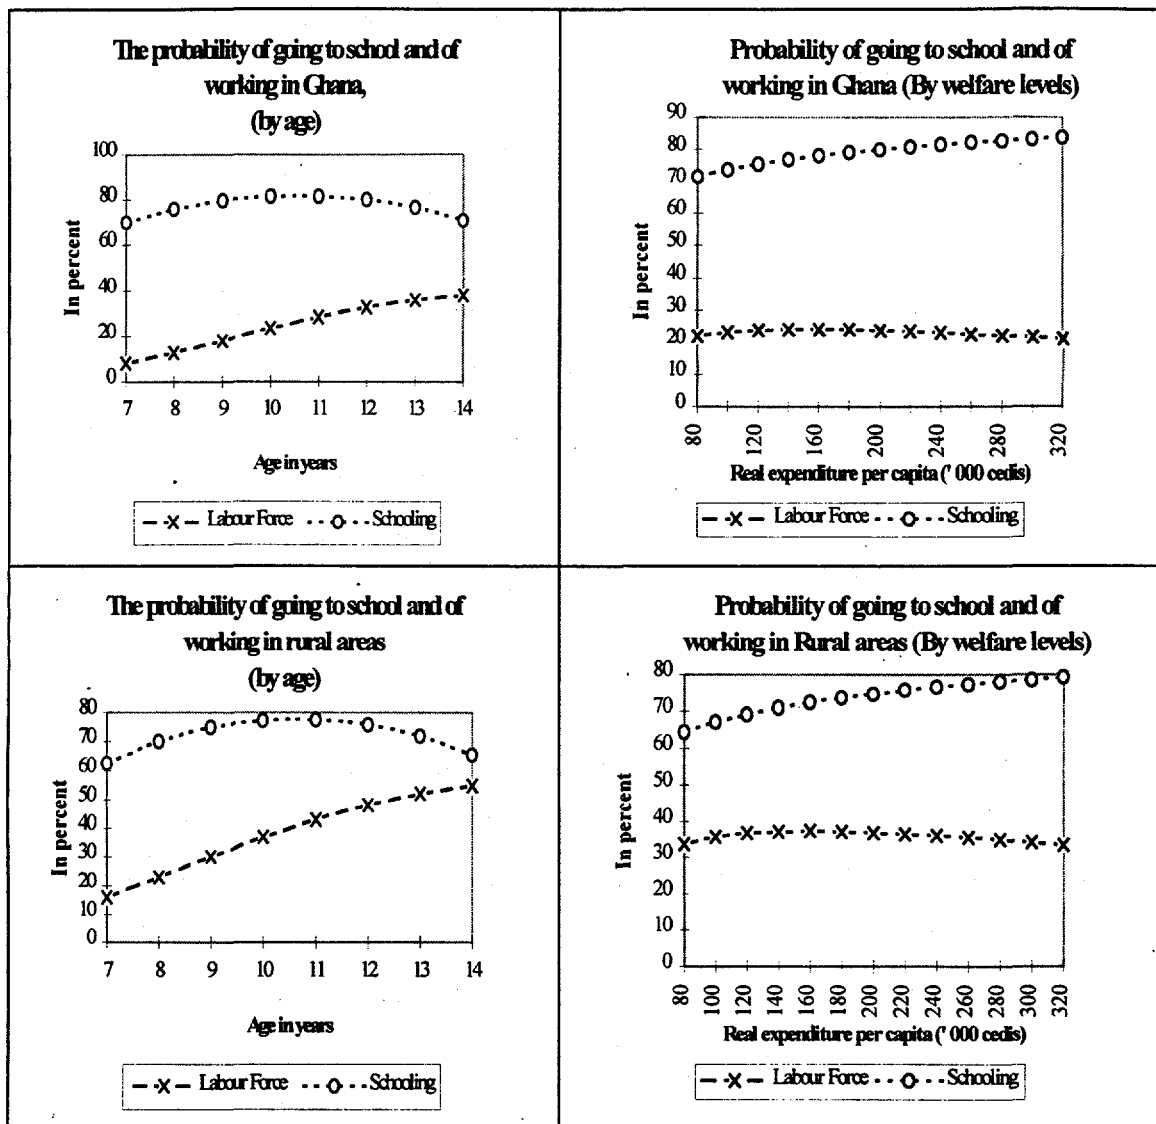 The probability of going to school and of
working in Ghana,
(by age)
100
80
60
40
20
0
In percent
7 8 9 10 11 12 13 14
Age in years
Labour Force Schooling
Probability of going to school and of
working in Ghana (By welfare levels)
90
80
70
60
50
40
30
20
10
0
In percent
80 120 160 200 240 280 320
Real expenditure per capita (' 000 cedis)
Labour Force Schooling
The probability of going to school and of
working in rural areas
(by age)
80
70
60
50
40
30
20
10
0
In percent
7 8 9 10 11 12 13 14
Age in years
Labour Force Schooling
Probability of going to school and of
working in Rural areas (By welfare levels)
80
70
60
50
40
30
20
10
0
In percent
80 100 120 140 160 180 200 220 240 260 280 300 320
Real expenditure per capita (' 000 cedis)
Labour Force Schooling